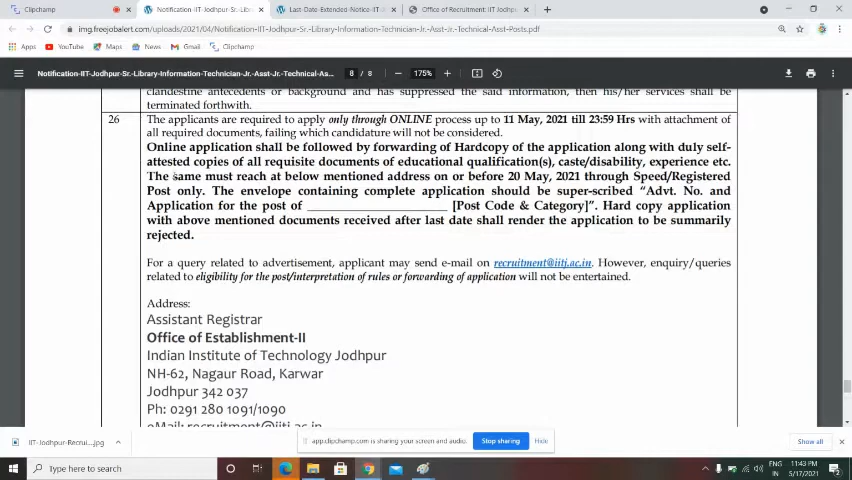 Clipchamp
Notification-IIT-Jodhpur-Sr.-Libr
Last-Date-Extended-Notice-IIT-
Office of Recruitment: IIT Jodhpu
img.freejobalert.com/uploads/2021/04/Notification-IIT-Jodhpur-Sr-Library-Information-Technician-Jr.-Asst-Jr.-Technical-Asst-Posts.pdf
Apps YouTube Maps News Gmail Clipchamp
Notification-IIT-Jodhpur-Sr-Library-Information-Technician-Jr.-Asst-Jr.-Technical-As...
8 / 8
175%
clandestine antecedents or background and has suppressed the said information, then his/her services shall be
terminated forthwith.
26 The applicants are required to apply only through ONLINE process up to 11 May, 2021 till 23:59 Hrs with attachment of
all required documents, failing which candidature will not be considered.
Online application shall be followed by forwarding of Hardcopy of the application along with duly self-
attested copies of all requisite documents of educational qualification(s), caste/disability, experience etc.
The same must reach at below mentioned address on or before 20 May, 2021 through Speed/Registered
Post only. The envelope containing complete application should be super-scribed "Advt. No. and
Application for the post of ____________________ [Post Code & Category]". Hard copy application
with above mentioned documents received after last date shall render the application to be summarily
rejected.
For a query related to advertisement, applicant may send e-mail on recruitment@iitj.ac.in. However, enquiry/queries
related to eligibility for the post/interpretation of rules or forwarding of application will not be entertained.
Address:
Assistant Registrar
Office of Establishment-II
Indian Institute of Technology Jodhpur
NH-62, Nagaur Road, Karwar
Jodhpur 342 037
Ph: 0291 280 1091/1090
eMail: recruitment@iitj.ac.in
IIT-Jodhpur-Recrui....jpg
app.clipchamp.com is sharing your screen and audio.
Stop sharing
Hide
Show all
Type here to search
ENG
IN
11:43 PM
5/17/2021
2